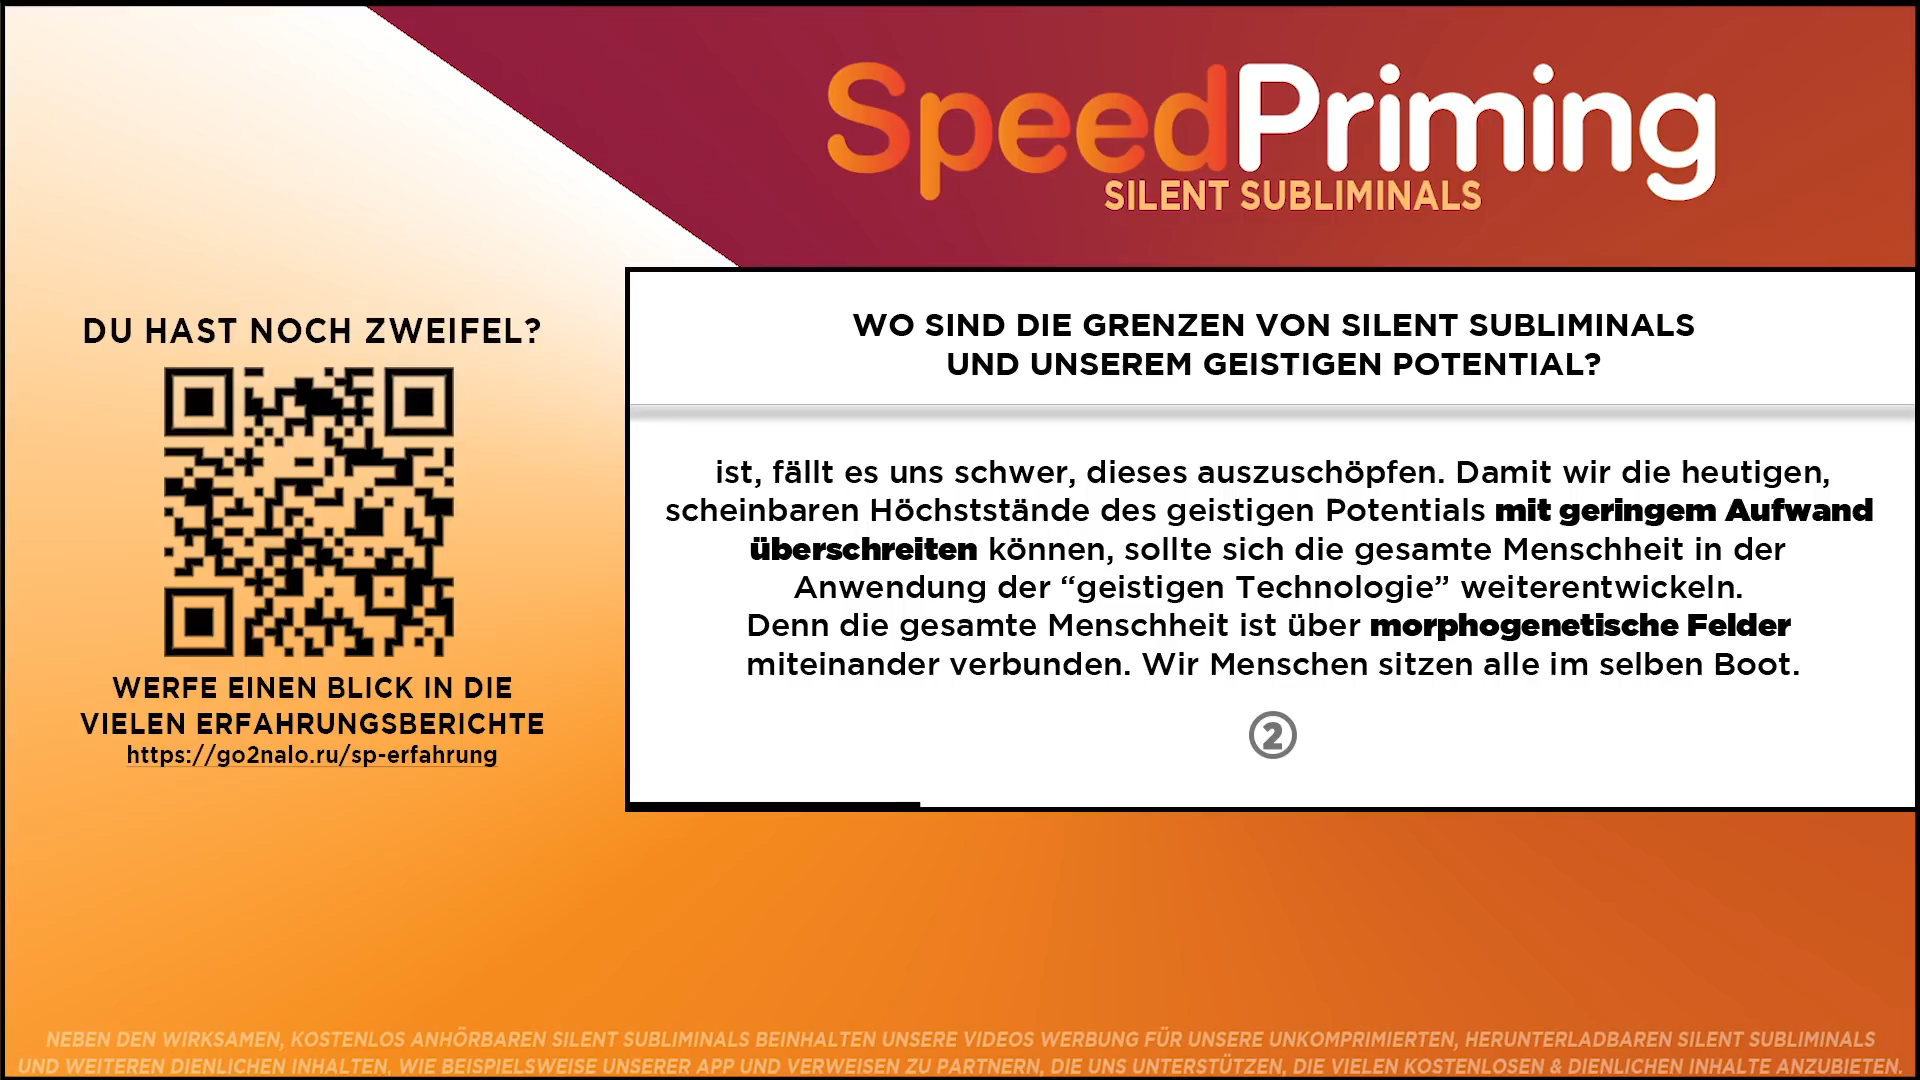 SpeedPriming
SILENT SUBLIMINALS
DU HAST NOCH ZWEIFEL?
WERFE EINEN BLICK IN DIE
VIELEN ERFAHRUNGSBERICHTE
https://go2nalo.ru/sp-erfahrung
WO SIND DIE GRENZEN VON SILENT SUBLIMINALS
UND UNSEREM GEISTIGEN POTENTIAL?
ist, fällt es uns schwer, dieses auszuschöpfen. Damit wir die heutigen,
scheinbaren Höchststände des geistigen Potentials mit geringem Aufwand
überschreiten können, sollte sich die gesamte Menschheit in der
Anwendung der “geistigen Technologie” weiterentwickeln.
Denn die gesamte Menschheit ist über morphogenetische Felder
miteinander verbunden. Wir Menschen sitzen alle im selben Boot.
2
NEBEN DEN WIRKSAMEN, KOSTENLOS ANHÖRBAREN SILENT SUBLIMINALS BEINHALTEN UNSERE VIDEOS WERBUNG FÜR UNSERE UNKOMPRIMIERTEN, HERUNTERLADBAREN SILENT SUBLIMINALS
UND WEITEREN DIENLICHEN INHALTEN, WIE BEISPIELSWEISE UNSERER APP UND VERWEISEN ZU PARTNERN, DIE UNS UNTERSTÜTZEN, DIE VIELEN KOSTENLOSEN & DIENLICHEN INHALTE ANZUBIETEN.